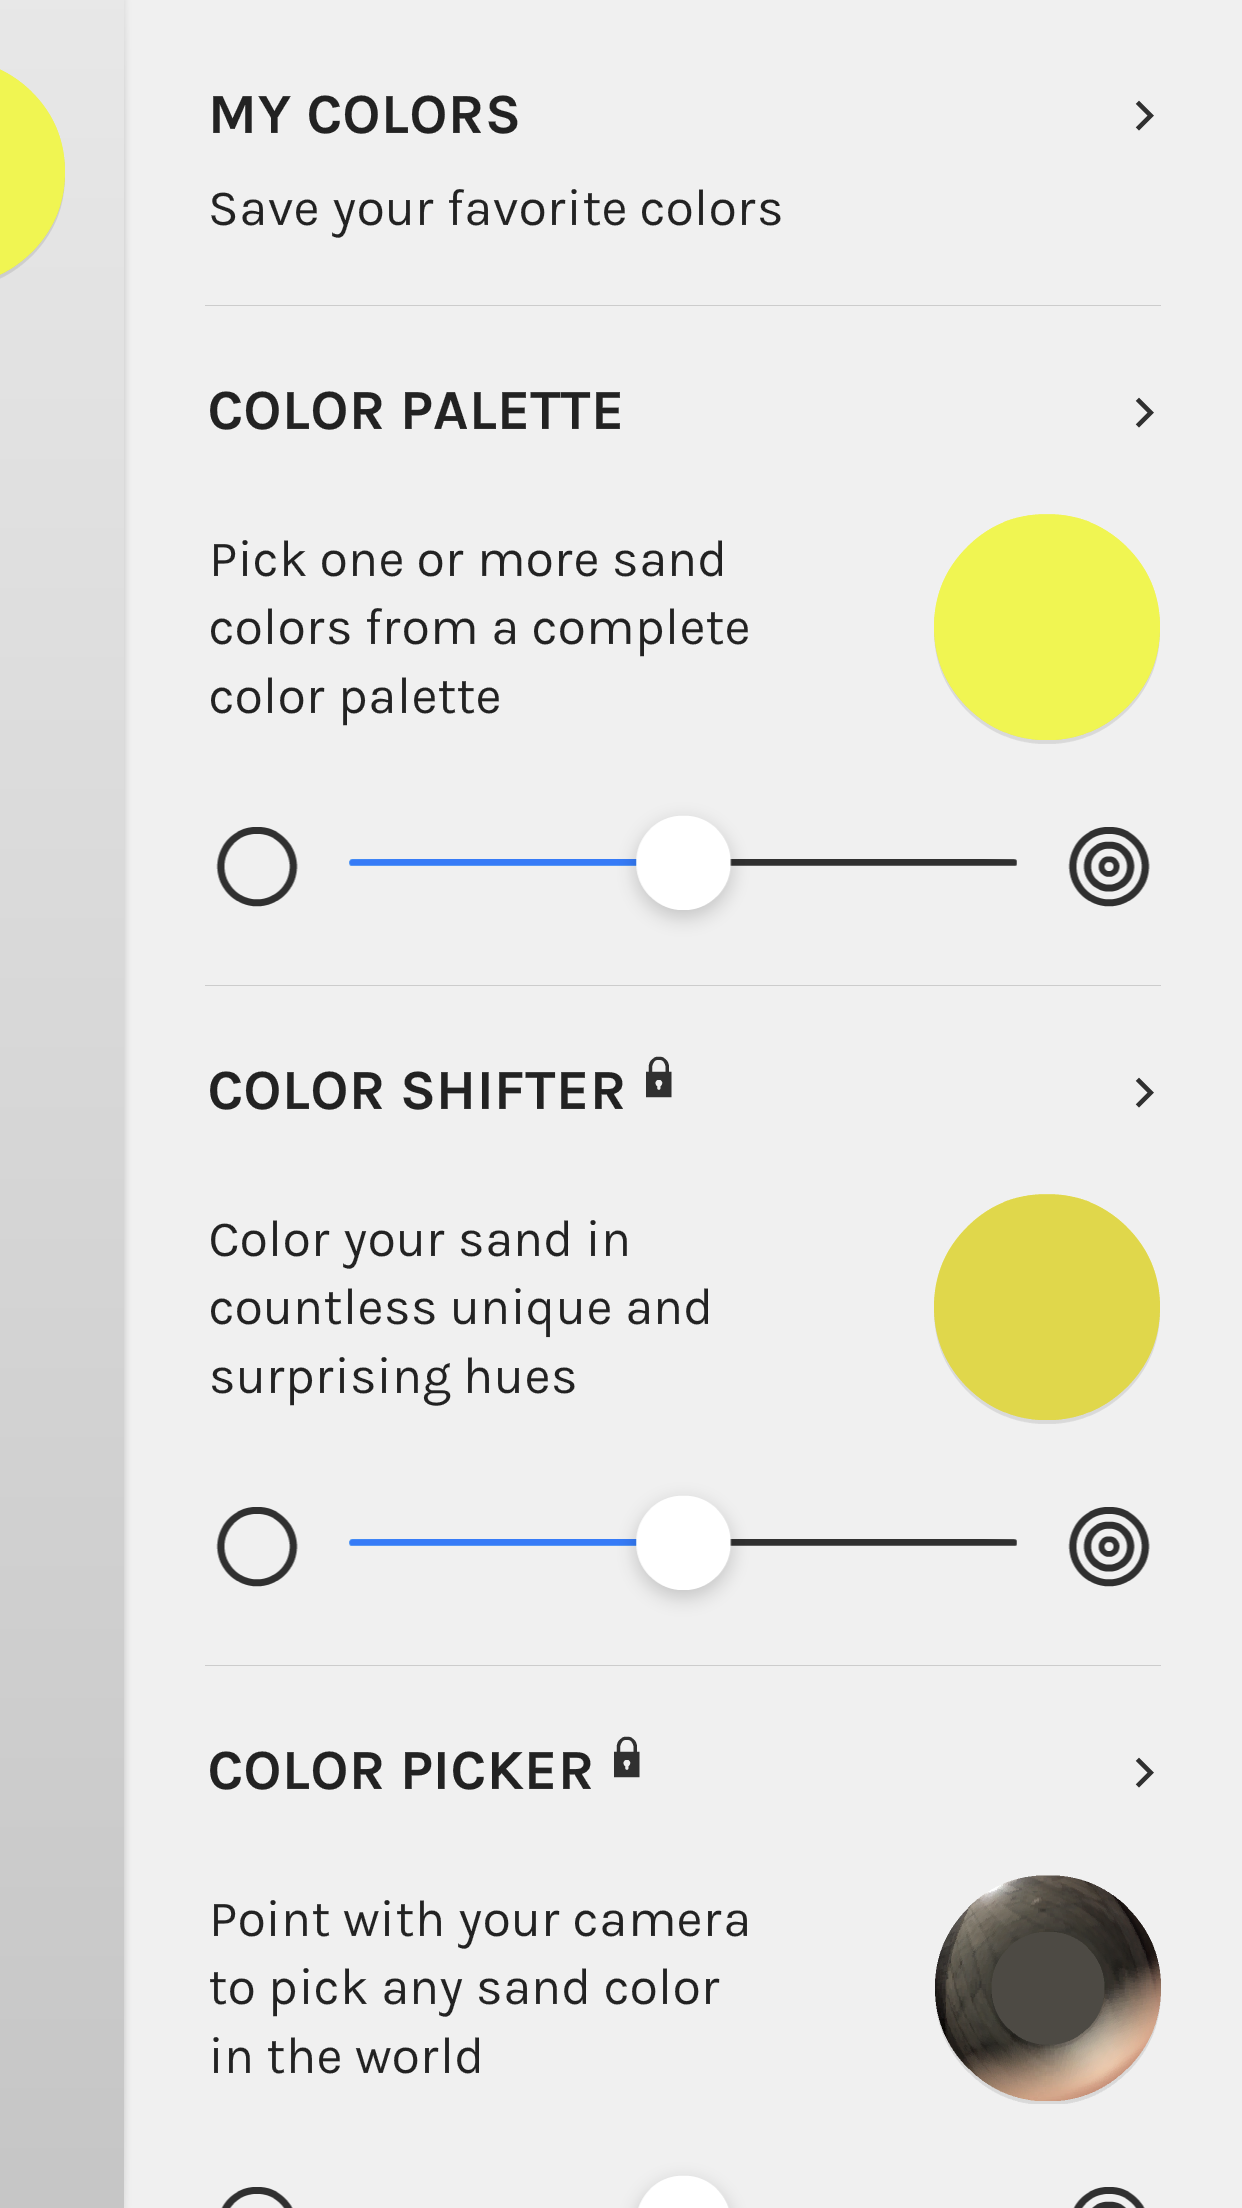 MY COLORS
Save your favorite colors
COLOR PALETTE
Pick one or more sand
colors from a complete
color palette
COLOR SHIFTER
Color your sand in
countless unique and
surprising hues
COLOR PICKER
Point with your camera
to pick any sand color
in the world